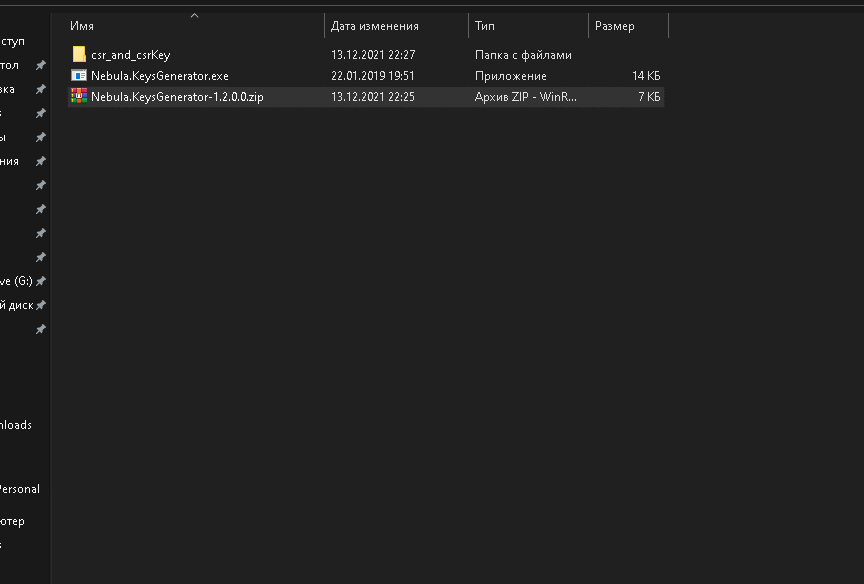 Имя Дата изменения Тип Размер
csr_and_csrKey 13.12.2021 22:27 Папка с файлами
Nebula.KeysGenerator.exe 22.01.2019 19:51 Приложение 14 КБ
Nebula.KeysGenerator-1.2.0.0.zip 13.12.2021 22:25 Архив ZIP - WinR... 7 КБ
ступ
тол
вка
ы
ния
ve (G:)
й диск
nloads
Personal
ютер